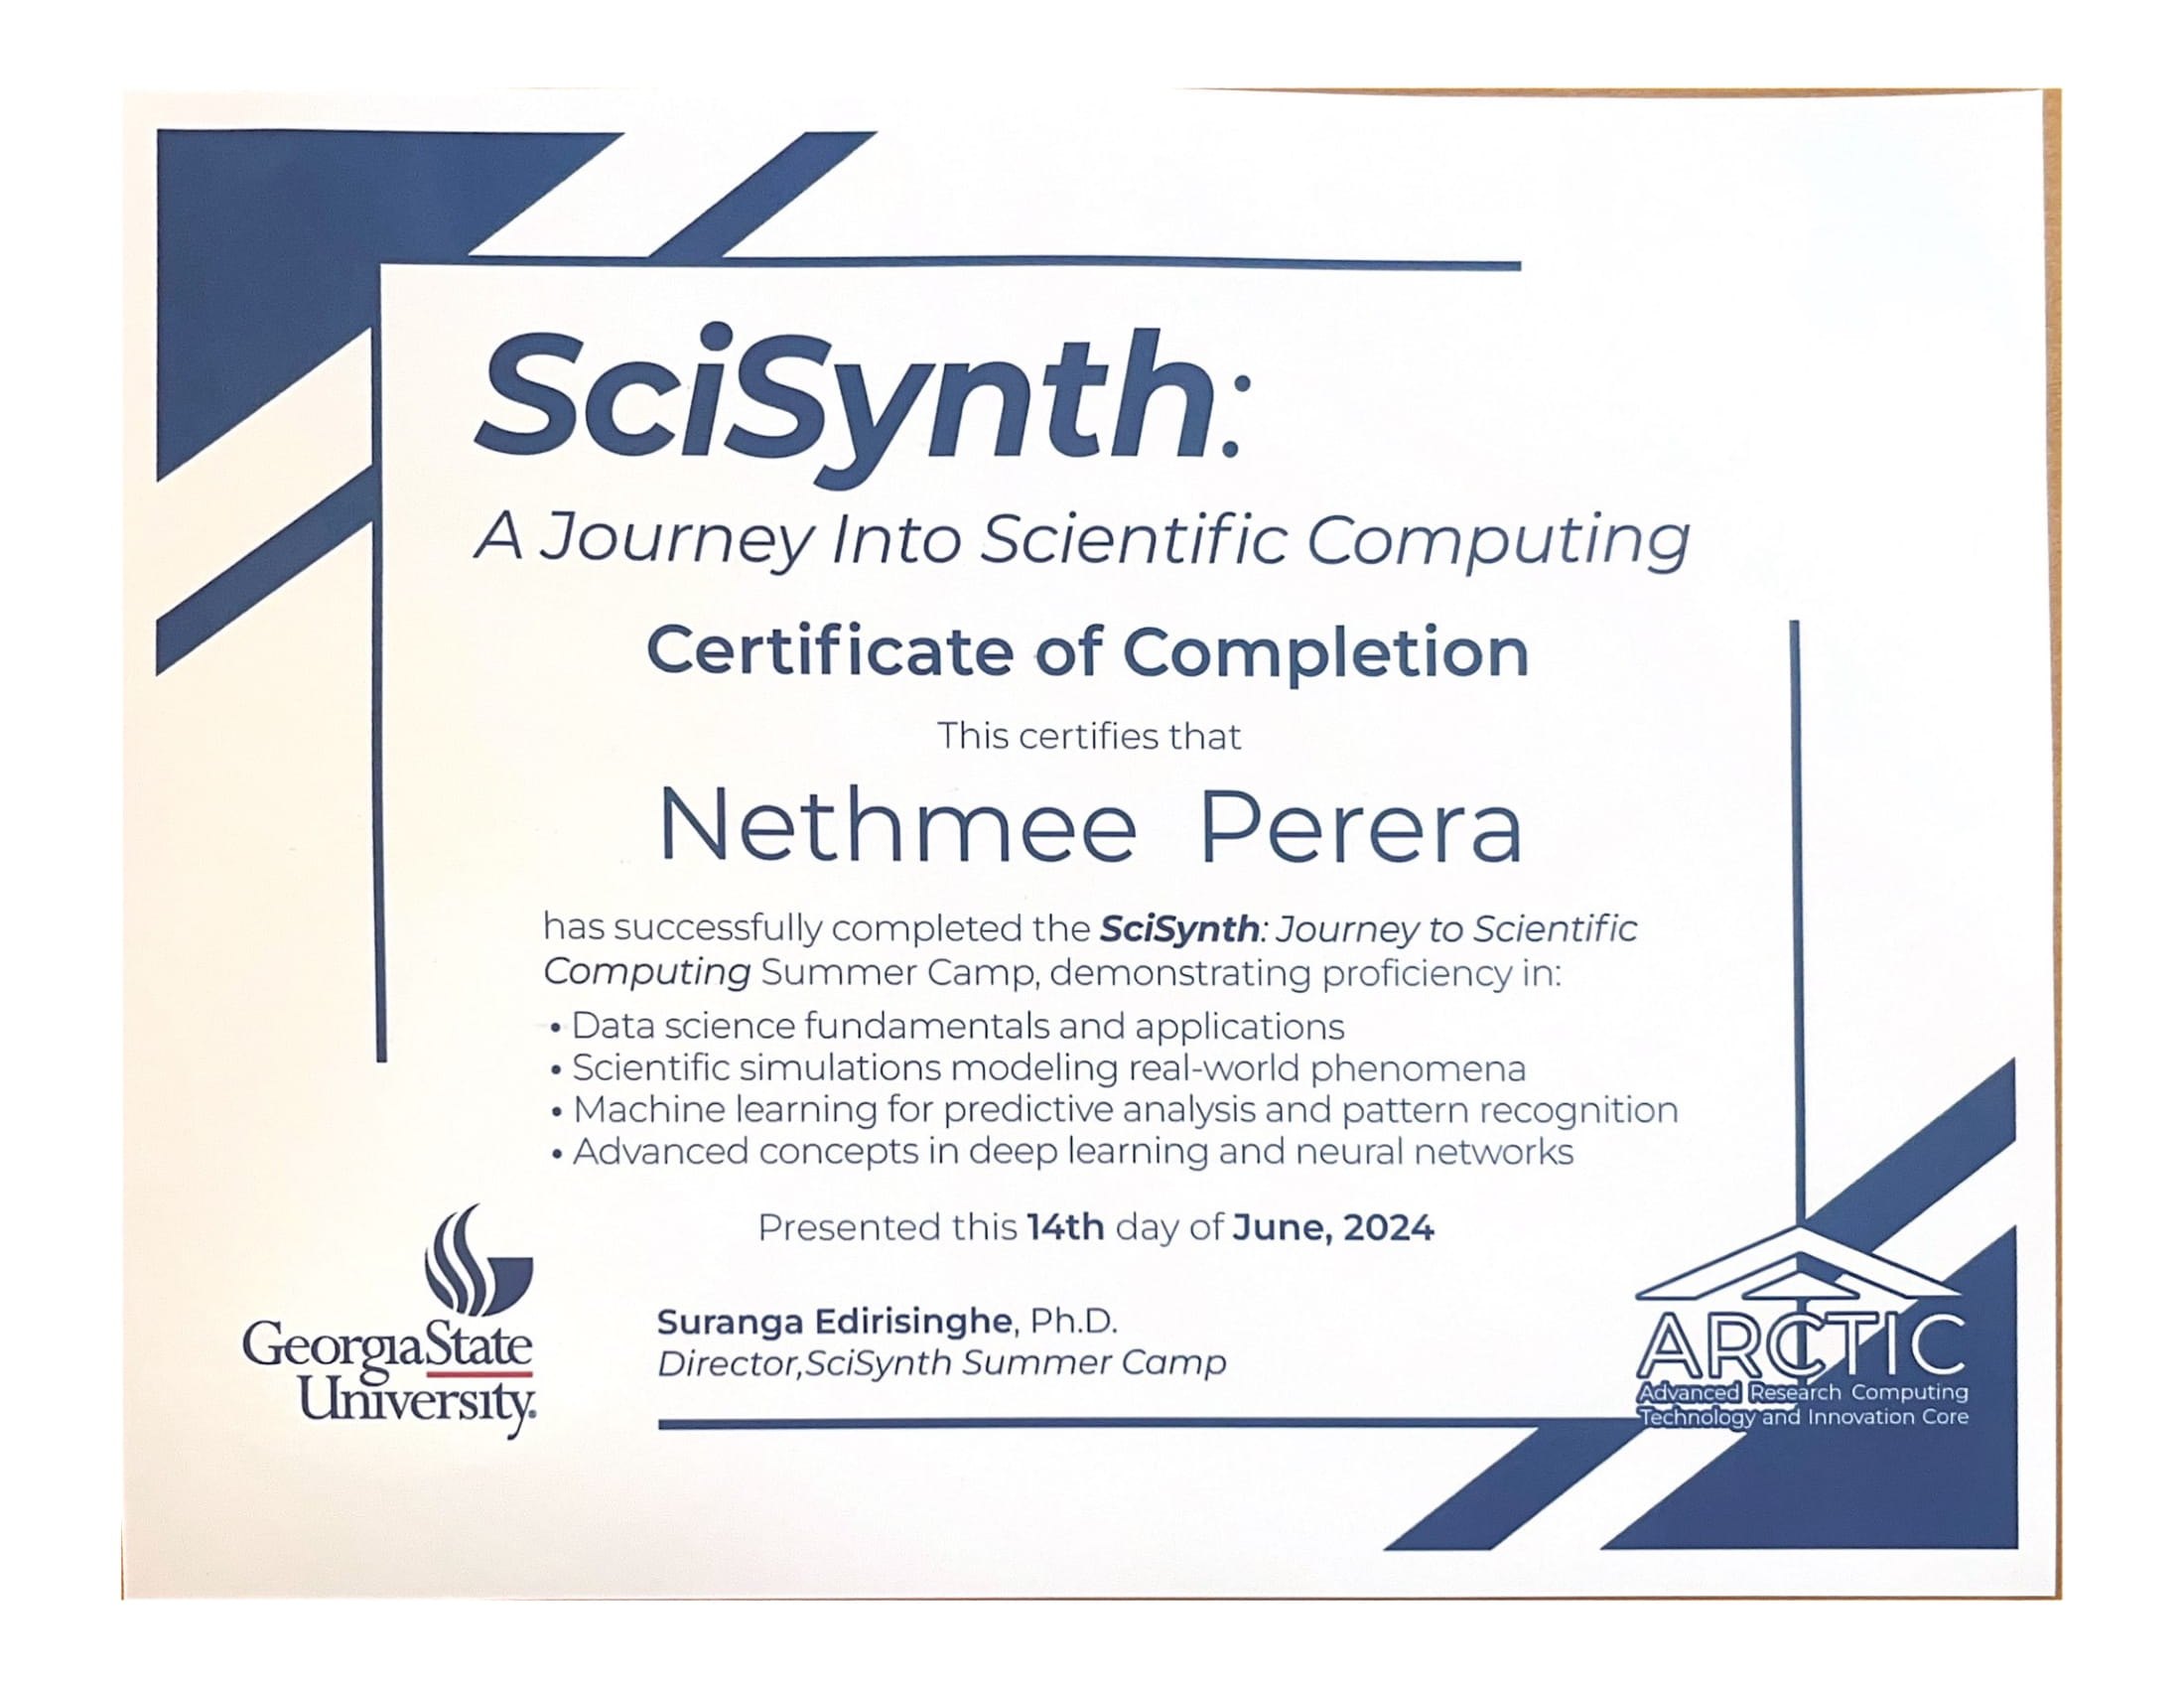 SciSynth:
A Journey Into Scientific Computing
Certificate of Completion
This certifies that
Nethmee Perera
has successfully completed the SciSynth: Journey to Scientific
Computing Summer Camp, demonstrating proficiency in:
• Data science fundamentals and applications
• Scientific simulations modeling real-world phenomena
• Machine learning for predictive analysis and pattern recognition
• Advanced concepts in deep learning and neural networks
Presented this 14th day of June, 2024
Suranga Edirisinghe, Ph.D.
Director,SciSynth Summer Camp
GeorgiaState
University.
ARCTIC
Advanced Research Computing
Technology and Innovation Core